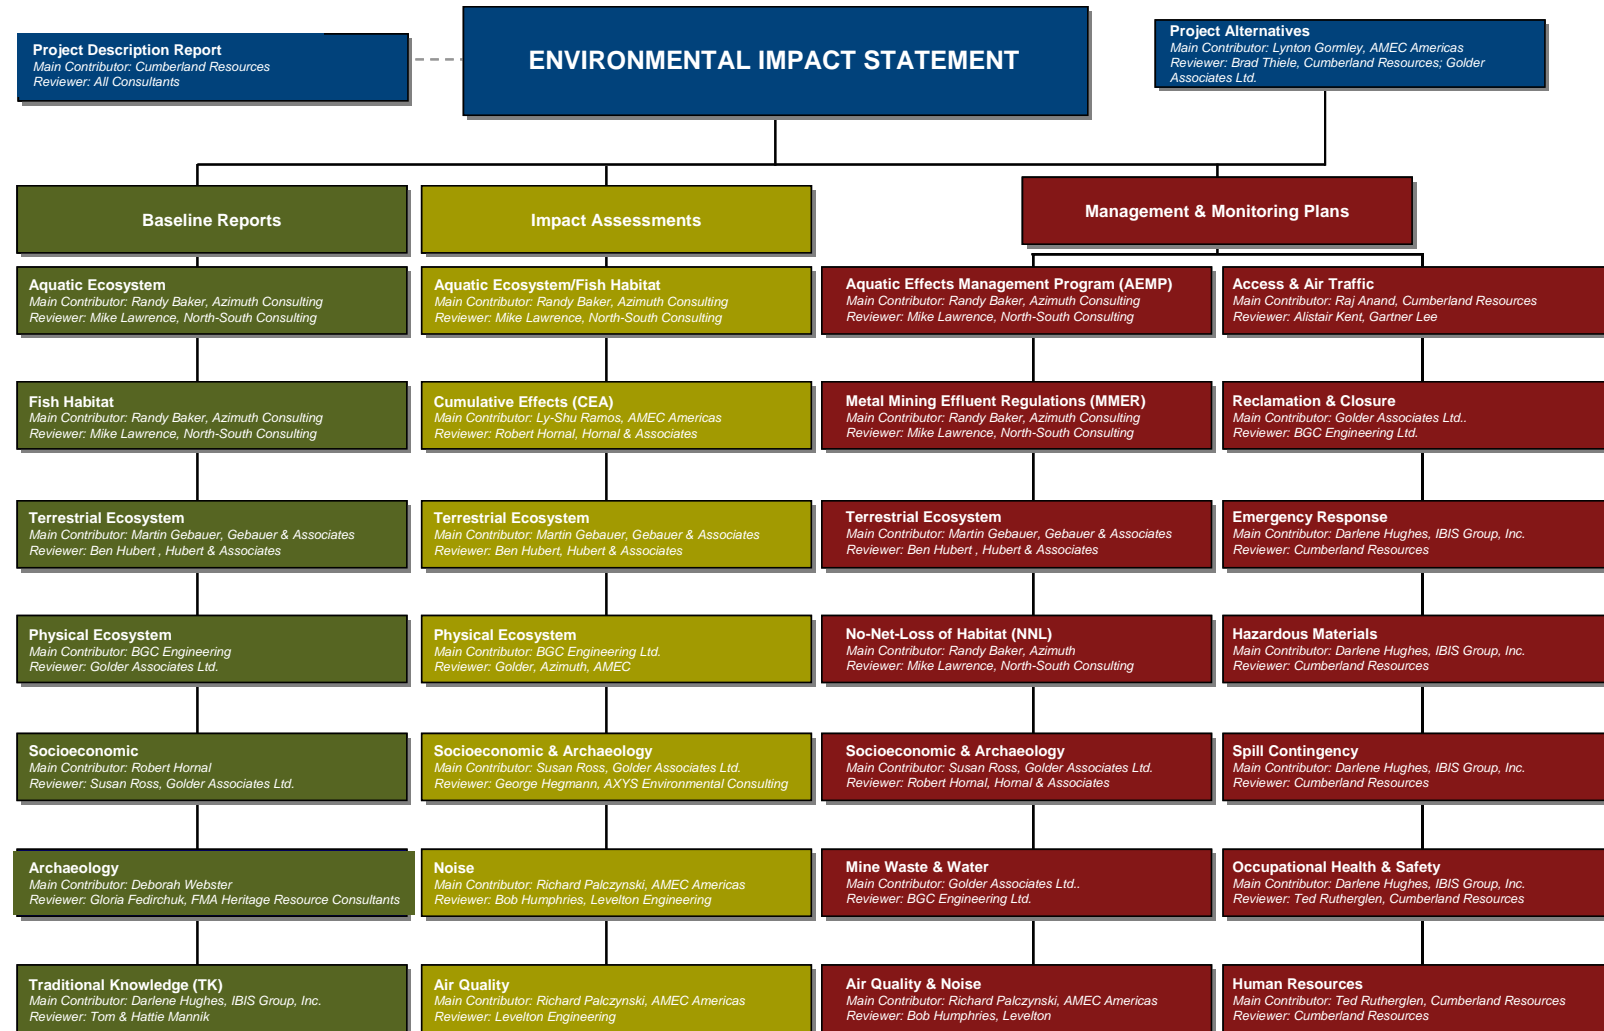 Project Description Report
Main Contributor: Cumberland Resources
Reviewer: All Consultants
ENVIRONMENTAL IMPACT STATEMENT
Project Alternatives
Main Contributor: Lynton Gormley, AMEC Americas
Reviewer: Brad Thiele, Cumberland Resources; Golder
Associates Ltd.
Baseline Reports
Aquatic Ecosystem
Main Contributor: Randy Baker, Azimuth Consulting
Reviewer: Mike Lawrence, North-South Consulting
Fish Habitat
Main Contributor: Randy Baker, Azimuth Consulting
Reviewer: Mike Lawrence, North-South Consulting
Terrestrial Ecosystem
Main Contributor: Martin Gebauer, Gebauer & Associates
Reviewer: Ben Hubert , Hubert & Associates
Physical Ecosystem
Main Contributor: BGC Engineering
Reviewer: Golder Associates Ltd.
Socioeconomic
Main Contributor: Robert Hornal
Reviewer: Susan Ross, Golder Associates Ltd.
Archaeology
Main Contributor: Deborah Webster
Reviewer: Gloria Fedirchuk, FMA Heritage Resource Consultants
Traditional Knowledge (TK)
Main Contributor: Darlene Hughes, IBIS Group, Inc.
Reviewer: Tom & Hattie Mannik
Impact Assessments
Aquatic Ecosystem/Fish Habitat
Main Contributor: Randy Baker, Azimuth Consulting
Reviewer: Mike Lawrence, North-South Consulting
Cumulative Effects (CEA)
Main Contributor: Ly-Shu Ramos, AMEC Americas
Reviewer: Robert Hornal, Hornal & Associates
Terrestrial Ecosystem
Main Contributor: Martin Gebauer, Gebauer & Associates
Reviewer: Ben Hubert, Hubert & Associates
Physical Ecosystem
Main Contributor: BGC Engineering Ltd.
Reviewer: Golder, Azimuth, AMEC
Socioeconomic & Archaeology
Main Contributor: Susan Ross, Golder Associates Ltd.
Reviewer: George Hegmann, AXYS Environmental Consulting
Noise
Main Contributor: Richard Palczynski, AMEC Americas
Reviewer: Bob Humphries, Levelton Engineering
Air Quality
Main Contributor: Richard Palczynski, AMEC Americas
Reviewer: Levelton Engineering
Management & Monitoring Plans
Aquatic Effects Management Program (AEMP)
Main Contributor: Randy Baker, Azimuth Consulting
Reviewer: Mike Lawrence, North-South Consulting
Metal Mining Effluent Regulations (MMER)
Main Contributor: Randy Baker, Azimuth Consulting
Reviewer: Mike Lawrence, North-South Consulting
Terrestrial Ecosystem
Main Contributor: Martin Gebauer, Gebauer & Associates
Reviewer: Ben Hubert , Hubert & Associates
No-Net-Loss of Habitat (NNL)
Main Contributor: Randy Baker, Azimuth
Reviewer: Mike Lawrence, North-South Consulting
Socioeconomic & Archaeology
Main Contributor: Susan Ross, Golder Associates Ltd.
Reviewer: Robert Hornal, Hornal & Associates
Mine Waste & Water
Main Contributor: Golder Associates Ltd..
Reviewer: BGC Engineering Ltd.
Air Quality & Noise
Main Contributor: Richard Palczynski, AMEC Americas
Reviewer: Bob Humphries, Levelton
Access & Air Traffic
Main Contributor: Raj Anand, Cumberland Resources
Reviewer: Alistair Kent, Gartner Lee
Reclamation & Closure
Main Contributor: Golder Associates Ltd..
Reviewer: BGC Engineering Ltd.
Emergency Response
Main Contributor: Darlene Hughes, IBIS Group, Inc.
Reviewer: Cumberland Resources
Hazardous Materials
Main Contributor: Darlene Hughes, IBIS Group, Inc.
Reviewer: Cumberland Resources
Spill Contingency
Main Contributor: Darlene Hughes, IBIS Group, Inc.
Reviewer: Cumberland Resources
Occupational Health & Safety
Main Contributor: Darlene Hughes, IBIS Group, Inc.
Reviewer: Ted Rutherglen, Cumberland Resources
Human Resources
Main Contributor: Ted Rutherglen, Cumberland Resources
Reviewer: Cumberland Resources